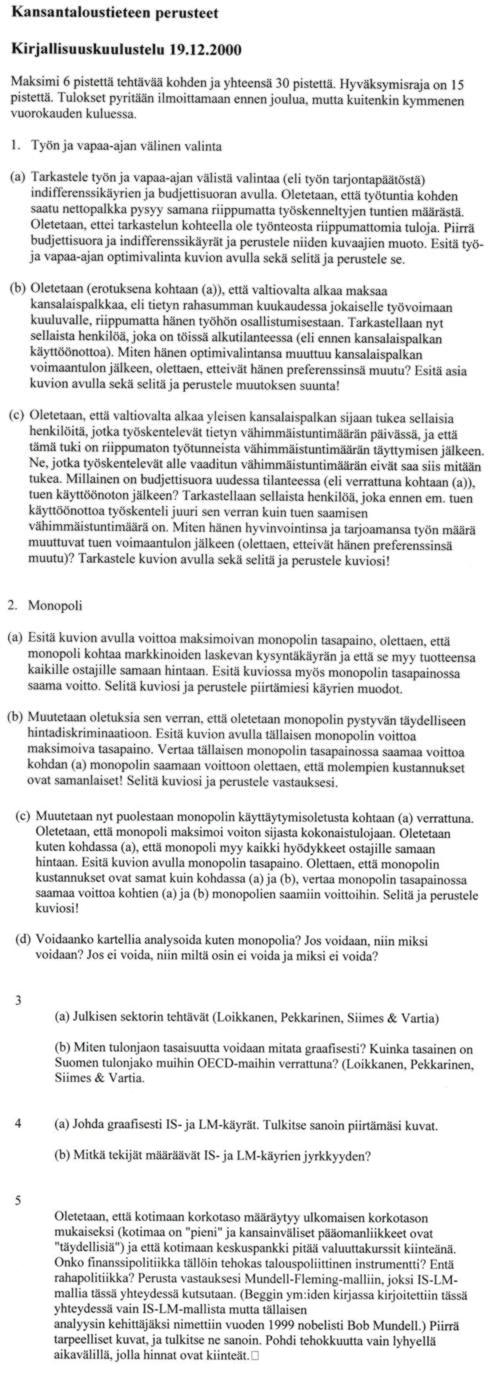 Kansantaloustieteen perusteet
Kirjallisuuskuulustelu 19.12.2000
Maksimi 6 pistettä tehtävää kohden ja yhteensä 30 pistettä. Hyväksymisraja on 15
pistettä. Tulokset pyritään ilmoittamaan ennen joulua, mutta kuitenkin kymmenen
vuorokauden kuluessa.
1. Työn ja vapaa-ajan välinen valinta
(a) Tarkastele työn ja vapaa-ajan välistä valintaa (eli työn tarjontapäätöstä)
indifferenssikäyrien ja budjettisuoran avulla. Oletetaan, että työtuntia kohden
saatu nettopalkka pysyy samana riippumatta työskenneltyjen tuntien määrästä.
Oletetaan, ettei tarkastelun kohteella ole työnteosta riippumattomia tuloja. Piirrä
budjettisuora ja indifferenssikäyrät ja perustele niiden kuvaajien muoto. Esitä työ-
ja vapaa-ajan optimivalinta kuvion avulla sekä selitä ja perustele se.
(b) Oletetaan (erotuksena kohtaan (a)), että valtiovalta alkaa maksaa
kansalaispalkkaa, eli tietyn rahasumman kuukaudessa jokaiselle työvoimaan
kuuluvalle, riippumatta hänen työhön osallistumisestaan. Tarkastellaan nyt
sellaista henkilöä, joka on töissä alkutilanteessa (eli ennen kansalaispalkan
käyttöönottoa). Miten hänen optimivalintansa muuttuu kansalaispalkan
voimaantulon jälkeen, olettaen, etteivät hänen preferenssinsä muutu? Esitä asia
kuvion avulla sekä selitä ja perustele muutoksen suunta!
(c) Oletetaan, että valtiovalta alkaa yleisen kansalaispalkan sijaan tukea sellaisia
henkilöitä, jotka työskentelevät tietyn vähimmäistuntimäärän päivässä, ja että
tämä tuki on riippumaton työtunneista vähimmäistuntimäärän täyttymisen jälkeen.
Ne, jotka työskentelevät alle vaaditun vähimmäistuntimäärän eivät saa siis mitään
tukea. Millainen on budjettisuora uudessa tilanteessa (eli verrattuna kohtaan (a)),
tuen käyttöönoton jälkeen? Tarkastellaan sellaista henkilöä, joka ennen em. tuen
käyttöönottoa työskenteli juuri sen verran kuin tuen saamisen
vähimmäistuntimäärä on. Miten hänen hyvinvointinsa ja tarjoamansa työn määrä
muuttuvat tuen voimaantulon jälkeen (olettaen, etteivät hänen preferenssinsä
muutu)? Tarkastele kuvion avulla sekä selitä ja perustele kuviosi!
2. Monopoli
(a) Esitä kuvion avulla voittoa maksimoivan monopolin tasapaino, olettaen, että
monopoli kohtaa markkinoiden laskevan kysyntäkäyrän ja että se myy tuotteensa
kaikille ostajille samaan hintaan. Esitä kuviossa myös monopolin tasapainossa
saama voitto. Selitä kuviosi ja perustele piirtämiesi käyrien muodot.
(b) Muutetaan oletuksia sen verran, että oletetaan monopolin pystyvän täydelliseen
hintadiskriminaatioon. Esitä kuvion avulla tällaisen monopolin voittoa
maksimoiva tasapaino. Vertaa tällaisen monopolin tasapainossa saamaa voittoa
kohdan (a) monopolin saamaan voittoon olettaen, että molempien kustannukset
ovat samanlaiset! Selitä kuviosi ja perustele vastauksesi.
(c) Muutetaan nyt puolestaan monopolin käyttäytymisoletusta kohtaan (a) verrattuna.
Oletetaan, että monopoli maksimoi voiton sijasta kokonaistulojaan. Oletetaan
kuten kohdassa (a), että monopoli myy kaikki hyödykkeet ostajille samaan
hintaan. Esitä kuvion avulla monopolin tasapaino. Olettaen, että monopolin
kustannukset ovat samat kuin kohdassa (a) ja (b), vertaa monopolin tasapainossa
saamaa voittoa kohtien (a) ja (b) monopolien saamiin voittoihin. Selitä ja perustele
kuviosi!
(d) Voidaanko kartellia analysoida kuten monopolia? Jos voidaan, niin miksi
voidaan? Jos ei voida, niin miltä osin ei voida ja miksi ei voida?
3
(a) Julkisen sektorin tehtävät (Loikkanen, Pekkarinen, Siimes & Vartia)
(b) Miten tulonjaon tasaisuutta voidaan mitata graafisesti? Kuinka tasainen on
Suomen tulonjako muihin OECD-maihin verrattuna? (Loikkanen, Pekkarinen,
Siimes & Vartia.
4 (a) Johda graafisesti IS- ja LM-käyrät. Tulkitse sanoin piirtämäsi kuvat.
(b) Mitkä tekijät määräävät IS- ja LM-käyrien jyrkkyyden?
5
Oletetaan, että kotimaan korkotaso määräytyy ulkomaisen korkotason
mukaiseksi (kotimaa on "pieni" ja kansainväliset pääomanliikkeet ovat
"täydellisiä") ja että kotimaan keskuspankki pitää valuuttakurssit kiinteänä.
Onko finanssipolitiikka tällöin tehokas talouspoliittinen instrumentti? Entä
rahapolitiikka? Perusta vastauksesi Mundell-Fleming-malliin, joksi IS-LM-
mallia tässä yhteydessä kutsutaan. (Beggin ym:iden kirjassa kirjoitettiin tässä
yhteydessä vain IS-LM-mallista mutta tällaisen
analyysin kehittäjäksi nimettiin vuoden 1999 nobelisti Bob Mundell.) Piirrä
tarpeelliset kuvat, ja tulkitse ne sanoin. Pohdi tehokkuutta vain lyhyellä
aikavälillä, jolla hinnat ovat kiinteät.□